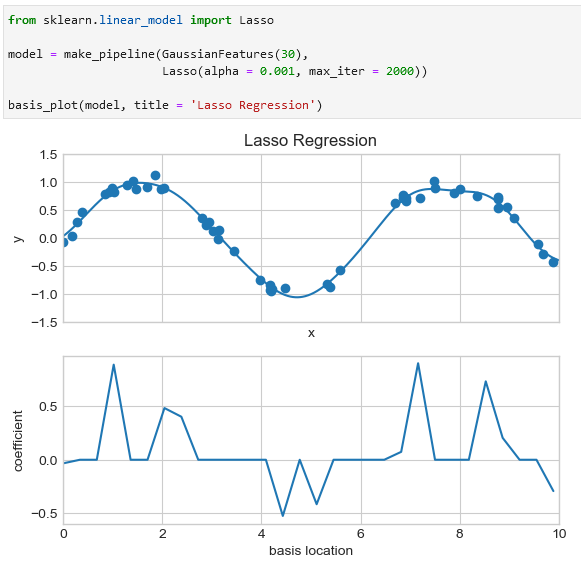 from sklearn.linear_model import Lasso
model = make_pipeline(GaussianFeatures(30),
Lasso(alpha = 0.001, max_iter = 2000))
basis_plot(model, title = 'Lasso Regression')
Lasso Regression
1.5
1.0
0.5
0.0
−0.5
−1.0
−1.5
y
x
0.5
0.0
−0.5
coefficient
0 2 4 6 8 10
basis location